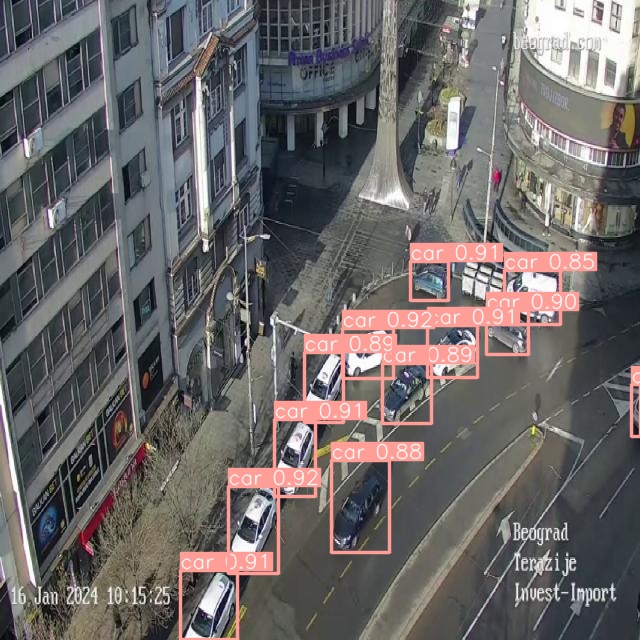 beograd.com
OFFICE
car 0.91
car 0.85
car 0.90
car 0.92
car 0.91
car 0.89
car 0.89
car 0.91
car 0.88
car 0.92
car 0.91
Beograd
Terazije
16 Jan 2024 10:15:25
Invest-Import